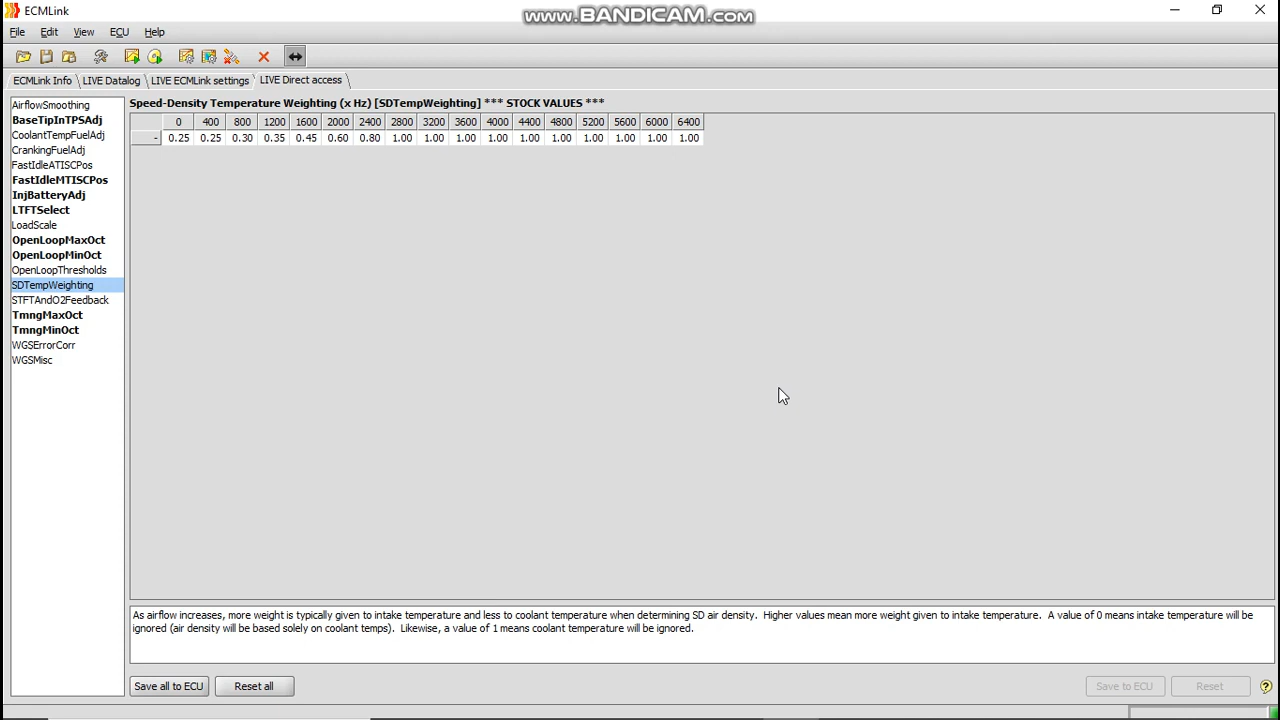 ECMLink
www.BANDICAM.com
File Edit View ECU Help
ECMLink Info LIVE Datalog LIVE ECMLink settings LIVE Direct access
AirflowSmoothing
BaseTipInTPSAdj
CoolantTempFuelAdj
CrankingFuelAdj
FastIdleATISCPos
FastIdleMTISCPos
InjBatteryAdj
LTFTSelect
LoadScale
OpenLoopMaxOct
OpenLoopMinOct
OpenLoopThresholds
SDTempWeighting
STFTAndO2Feedback
TmngMaxOct
TmngMinOct
WGSErrorCorr
WGSMisc
Speed-Density Temperature Weighting (x Hz) [SDTempWeighting] *** STOCK VALUES ***
0 400 800 1200 1600 2000 2400 2800 3200 3600 4000 4400 4800 5200 5600 6000 6400
- 0.25 0.25 0.30 0.35 0.45 0.60 0.80 1.00 1.00 1.00 1.00 1.00 1.00 1.00 1.00 1.00 1.00
As airflow increases, more weight is typically given to intake temperature and less to coolant temperature when determining SD air density. Higher values mean more weight given to intake temperature. A value of 0 means intake temperature will be
ignored (air density will be based solely on coolant temps). Likewise, a value of 1 means coolant temperature will be ignored.
Save all to ECU Reset all Save to ECU Reset ?